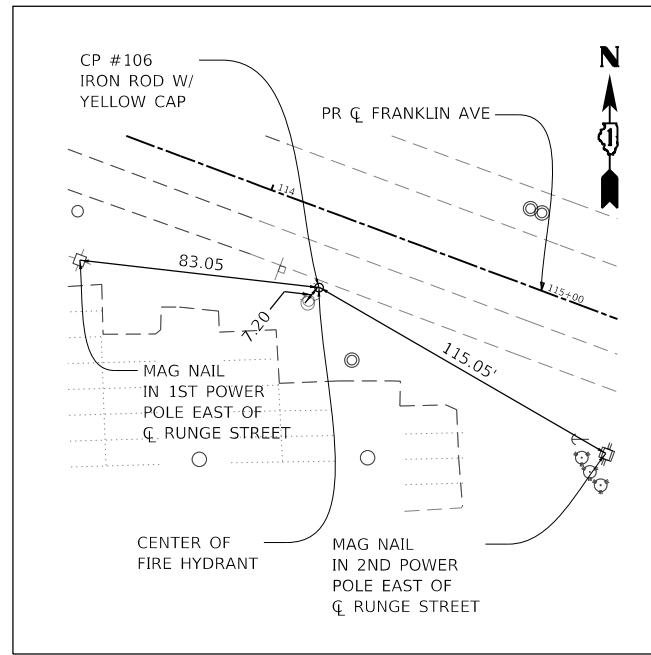 CP #106
IRON ROD W/
YELLOW CAP
N
PR ℄ FRANKLIN AVE
1
114
83.05
115+00
7.20
115.05'
MAG NAIL
IN 1ST POWER
POLE EAST OF
℄ RUNGE STREET
CENTER OF
FIRE HYDRANT
MAG NAIL
IN 2ND POWER
POLE EAST OF
℄ RUNGE STREET